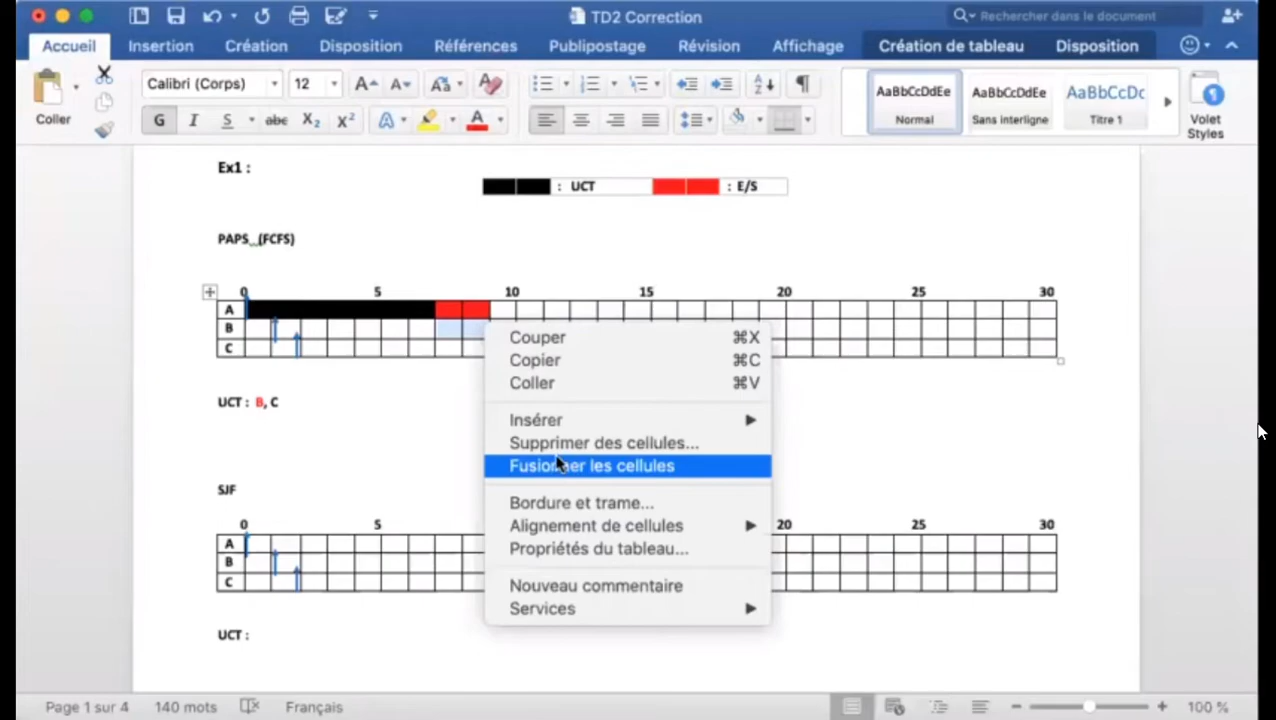 TD2 Correction
Rechercher dans le document
Accueil Insertion Création Disposition Références Publipostage Révision Affichage Création de tableau Disposition
Coller
Calibri (Corps) 12
G I S abc X₂ X²
AaBbCcDdEe AaBbCcDdEe AaBbCcDc
Normal Sans interligne Titre 1
Volet Styles
Ex1 :
: UCT : E/S
PAPS (FCFS)
0 5 10 15 20 25 30
A
B
C
UCT : B, C
Couper ⌘X
Copier ⌘C
Coller ⌘V
Insérer
Supprimer des cellules...
Fusionner les cellules
Bordure et trame...
Alignement de cellules
Propriétés du tableau...
Nouveau commentaire
Services
SJF
0 5 20 25 30
A
B
C
UCT :
Page 1 sur 4 140 mots Français 100 %